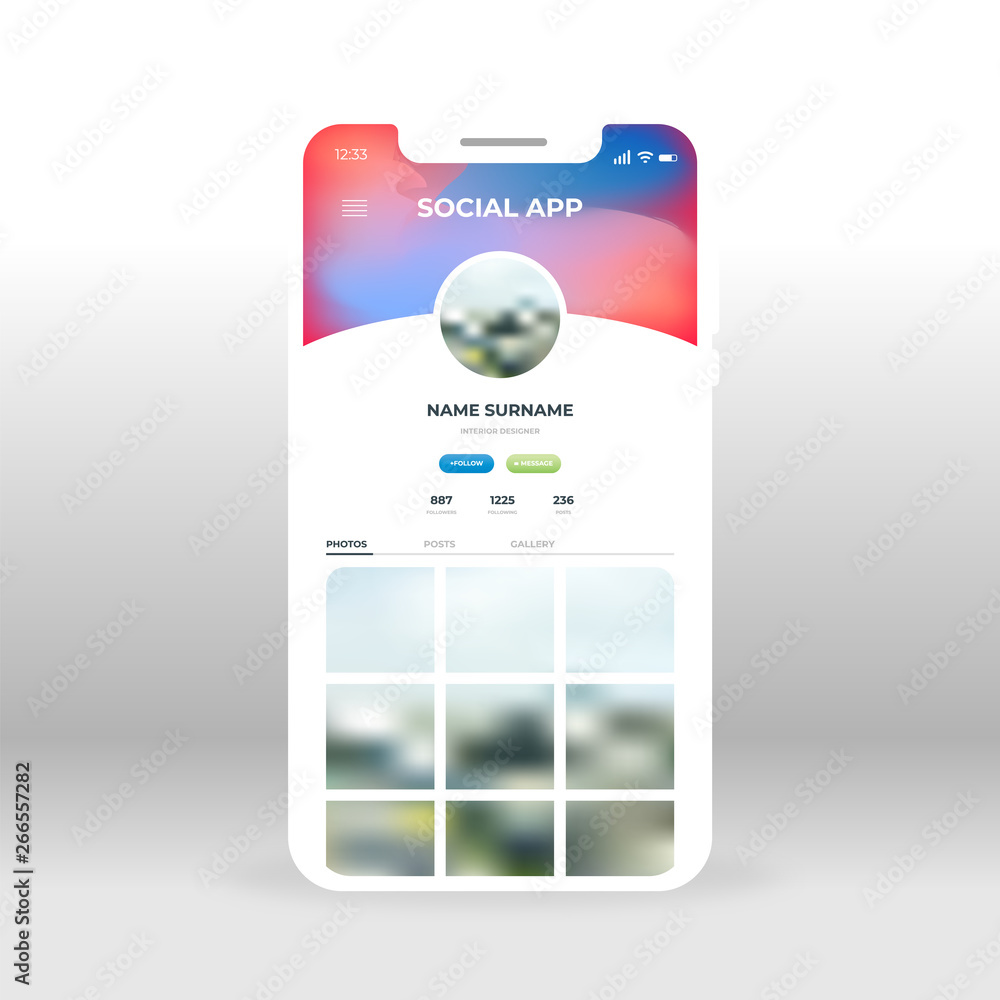 12:33
SOCIAL APP
NAME SURNAME
INTERIOR DESIGNER
+FOLLOW MESSAGE
887 1225 236
FOLLOWERS FOLLOWING POSTS
PHOTOS POSTS GALLERY
Adobe Stock | #266557282